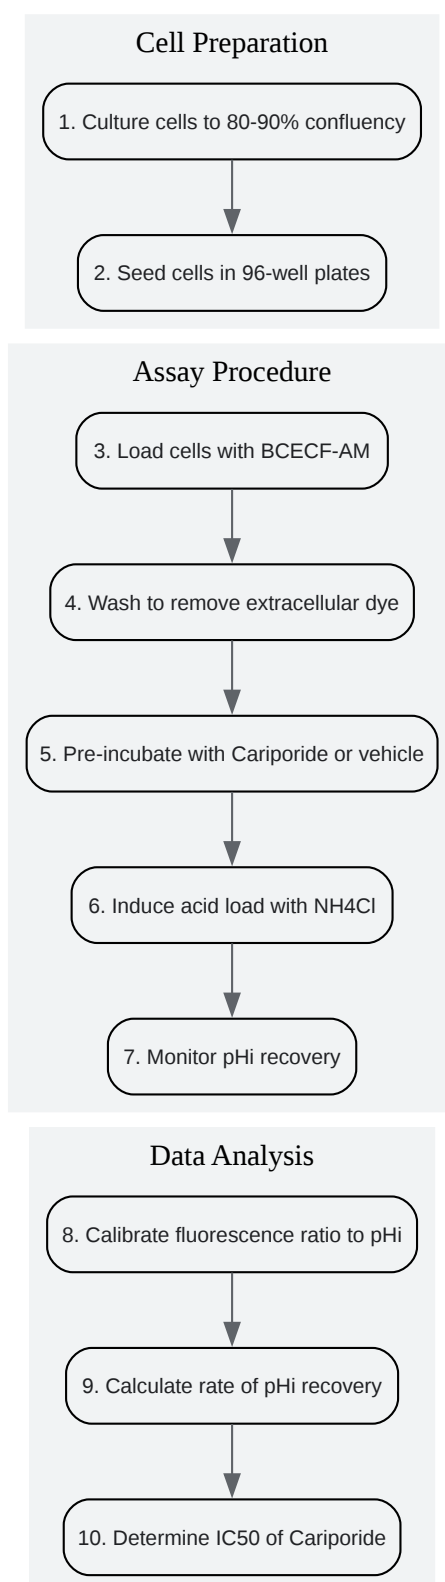 Cell Preparation
1. Culture cells to 80-90% confluency
2. Seed cells in 96-well plates
Assay Procedure
3. Load cells with BCECF-AM
4. Wash to remove extracellular dye
5. Pre-incubate with Cariporide or vehicle
6. Induce acid load with NH4Cl
7. Monitor pHi recovery
Data Analysis
8. Calibrate fluorescence ratio to pHi
9. Calculate rate of pHi recovery
10. Determine IC50 of Cariporide